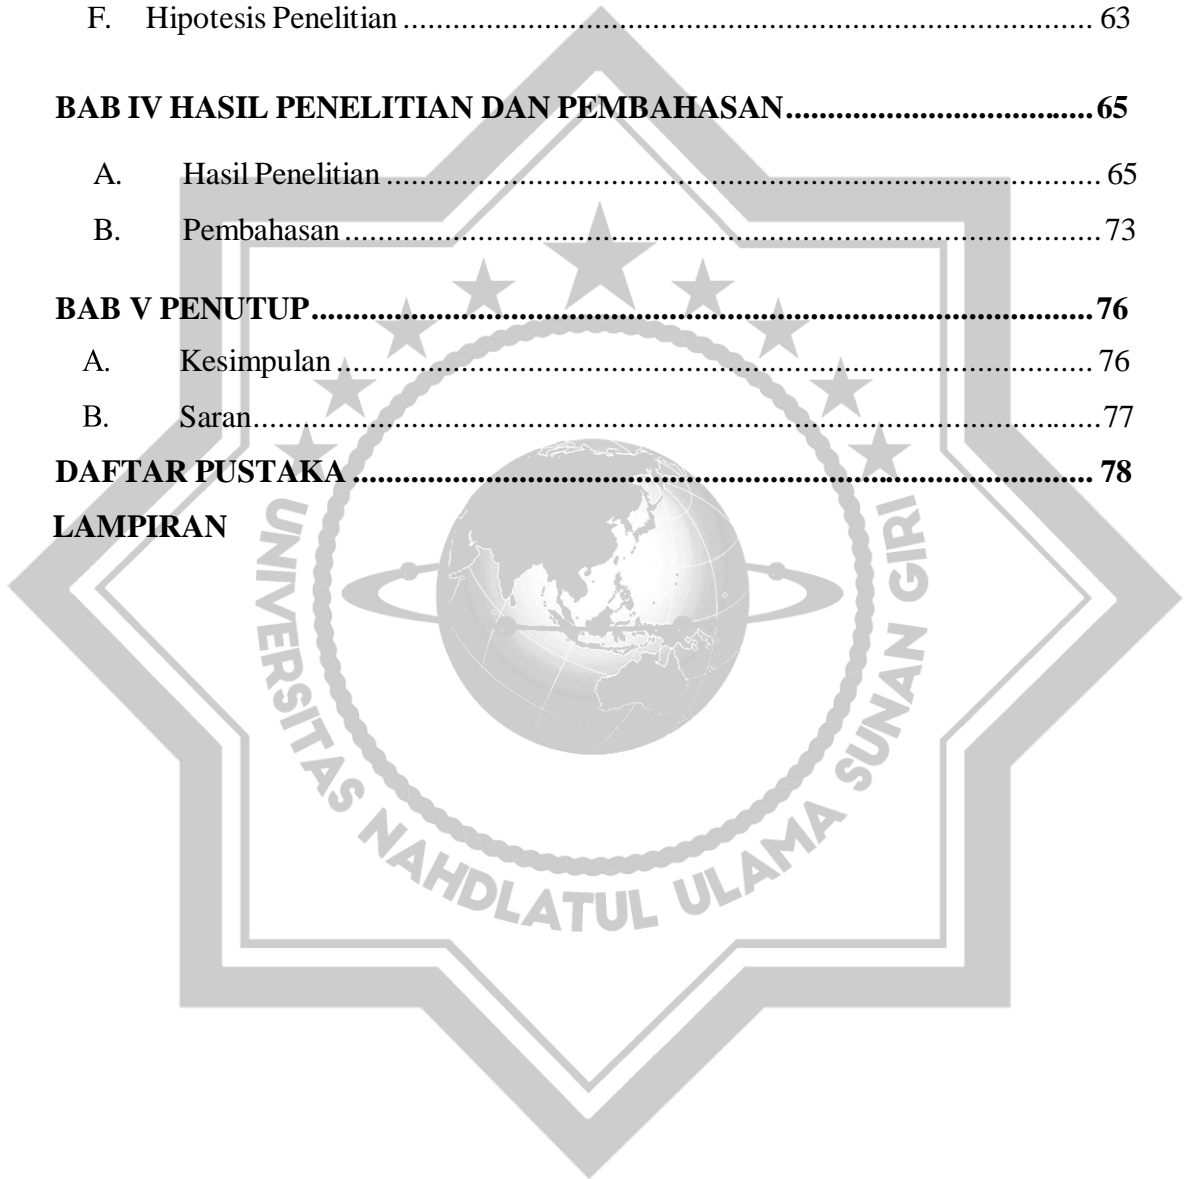 F. Hipotesis Penelitian ........................................................................................ 63
BAB IV HASIL PENELITIAN DAN PEMBAHASAN.....................................65
A. Hasil Penelitian ........................................................................................... 65
B. Pembahasan ................................................................................................73
BAB V PENUTUP.................................................................................................76
A. Kesimpulan ................................................................................................ 76
B. Saran............................................................................................................77
DAFTAR PUSTAKA ............................................................................................ 78
LAMPIRAN
UNIVERSITAS NAHDLATUL ULAMA SUNAN GIRI